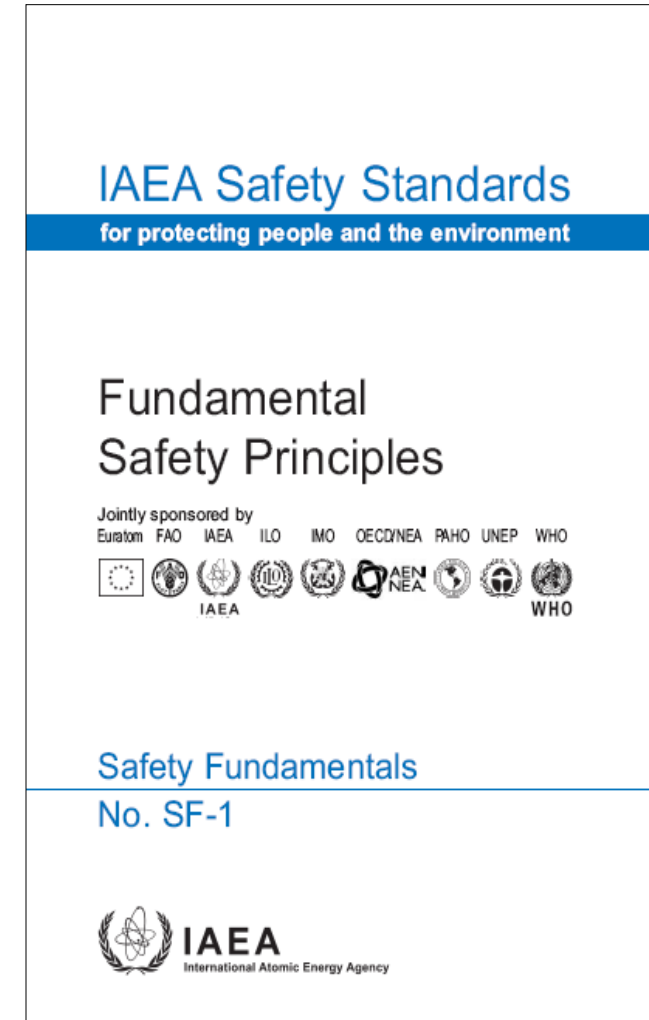 IAEA Safety Standards
for protecting people and the environment
Fundamental
Safety Principles
Jointly sponsored by
Euratom FAO IAEA ILO IMO OECD/NEA PAHO UNEP WHO
ILO AEN
NEA
IAEA WHO
Safety Fundamentals
No. SF-1
IAEA
International Atomic Energy Agency